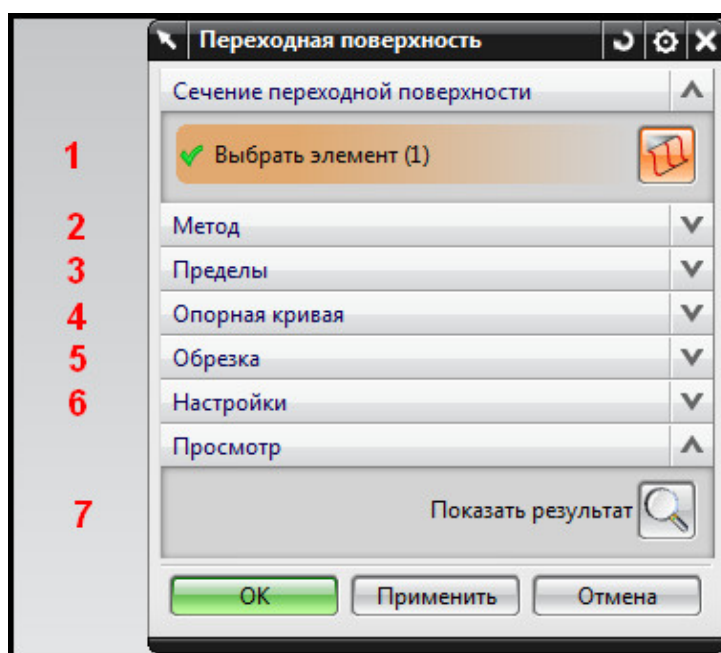 Переходная поверхность
Сечение переходной поверхности
1 Выбрать элемент (1)
2 Метод
3 Пределы
4 Опорная кривая
5 Обрезка
6 Настройки
Просмотр
7 Показать результат
ОК Применить Отмена